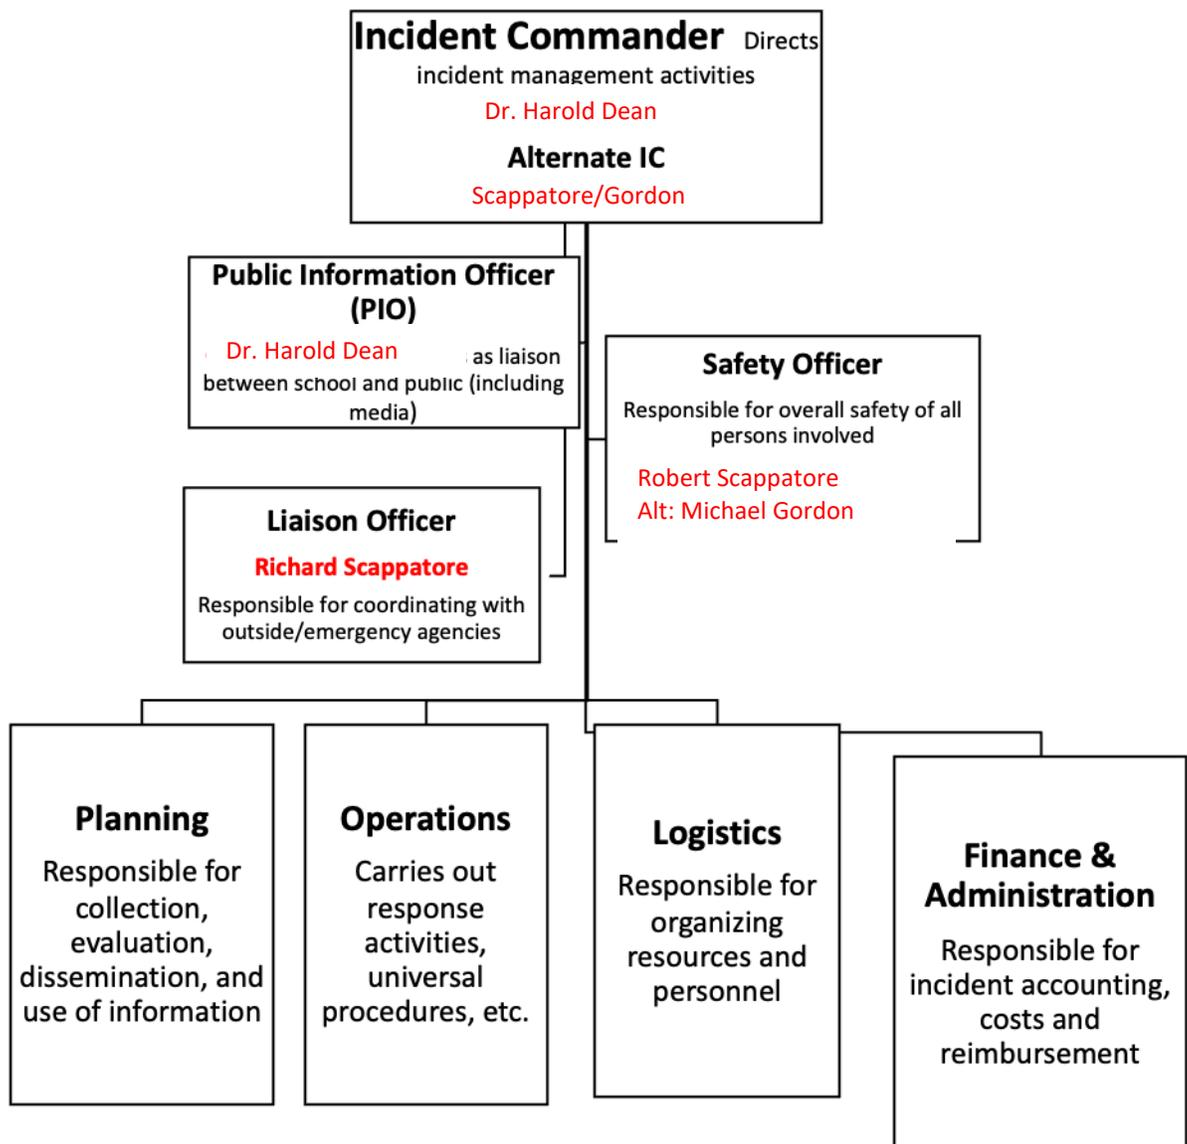 Incident Commander Directs
incident management activities
Dr. Harold Dean
Alternate IC
Scappatore/Gordon
Public Information Officer
(PIO)
Dr. Harold Dean as liaison
between school and public (including
media)
Safety Officer
Responsible for overall safety of all
persons involved
Robert Scappatore
Alt: Michael Gordon
Liaison Officer
Richard Scappatore
Responsible for coordinating with
outside/emergency agencies
Planning
Responsible for
collection,
evaluation,
dissemination, and
use of information
Operations
Carries out
response
activities,
universal
procedures, etc.
Logistics
Responsible for
organizing
resources and
personnel
Finance &
Administration
Responsible for
incident accounting,
costs and
reimbursement